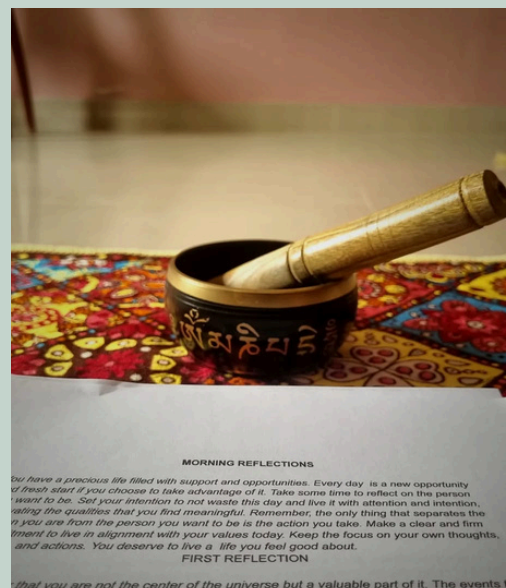 མ མ
MORNING REFLECTIONS
You have a precious life filled with support and opportunities. Every day is a new opportunity
d fresh start if you choose to take advantage of it. Take some time to reflect on the person
want to be. Set your intention to not waste this day and live it with attention and intention,
ating the qualities that you find meaningful. Remember, the only thing that separates the
n you are from the person you want to be is the action you take. Make a clear and firm
tment to live in alignment with your values today. Keep the focus on your own thoughts,
and actions. You deserve to live a life you feel good about.
FIRST REFLECTION
that you are not the center of the universe but a valuable part of it. The events